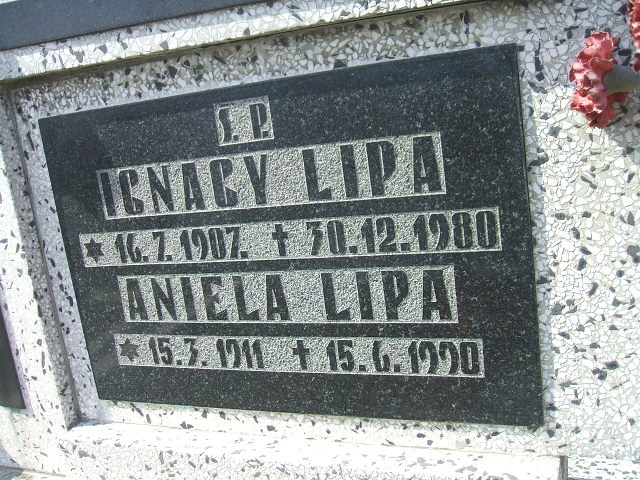 Ś.P.
IGNACY LIPA
* 16.7.1907. † 30.12.1980
ANIELA LIPA
* 15.3.1911 † 15.6.1990